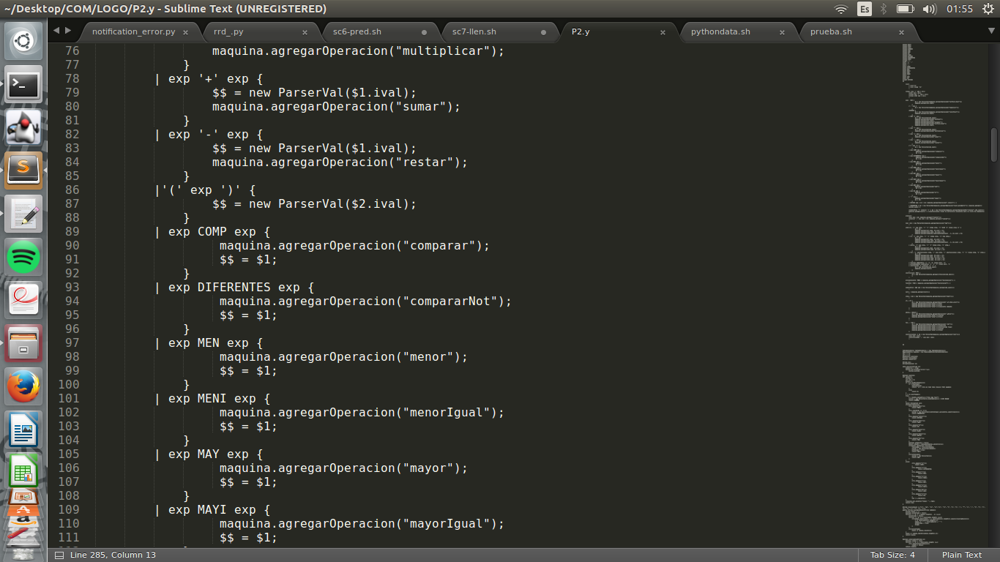 ~/Desktop/COM/LOGO/P2.y - Sublime Text (UNREGISTERED)
Es
01:55
notification_error.py ×
rrd_.py ×
sc6-pred.sh
sc7-llen.sh
P2.y ×
pythondata.sh ×
prueba.sh ×
76 maquina.agregarOperacion("multiplicar");
77 }
78 | exp '+' exp {
79 $$ = new ParserVal($1.ival);
80 maquina.agregarOperacion("sumar");
81 }
82 | exp '-' exp {
83 $$ = new ParserVal($1.ival);
84 maquina.agregarOperacion("restar");
85 }
86 |'(' exp ')' {
87 $$ = new ParserVal($2.ival);
88 }
89 | exp COMP exp {
90 maquina.agregarOperacion("comparar");
91 $$ = $1;
92 }
93 | exp DIFERENTES exp {
94 maquina.agregarOperacion("compararNot");
95 $$ = $1;
96 }
97 | exp MEN exp {
98 maquina.agregarOperacion("menor");
99 $$ = $1;
100 }
101 | exp MENI exp {
102 maquina.agregarOperacion("menorIgual");
103 $$ = $1;
104 }
105 | exp MAY exp {
106 maquina.agregarOperacion("mayor");
107 $$ = $1;
108 }
109 | exp MAYI exp {
110 maquina.agregarOperacion("mayorIgual");
111 $$ = $1;
Line 285, Column 13
Tab Size: 4
Plain Text